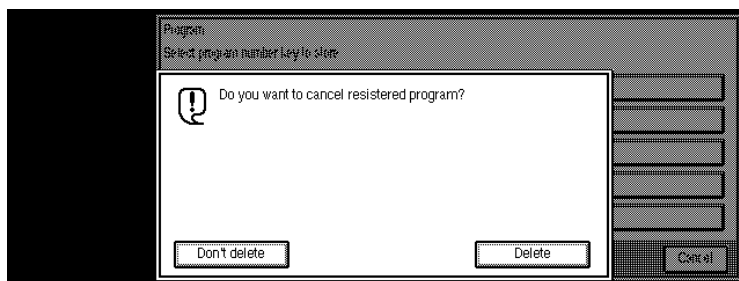 Program
Select program number key to store
Do you want to cancel resistered program?
Don't delete
Delete
Cancel